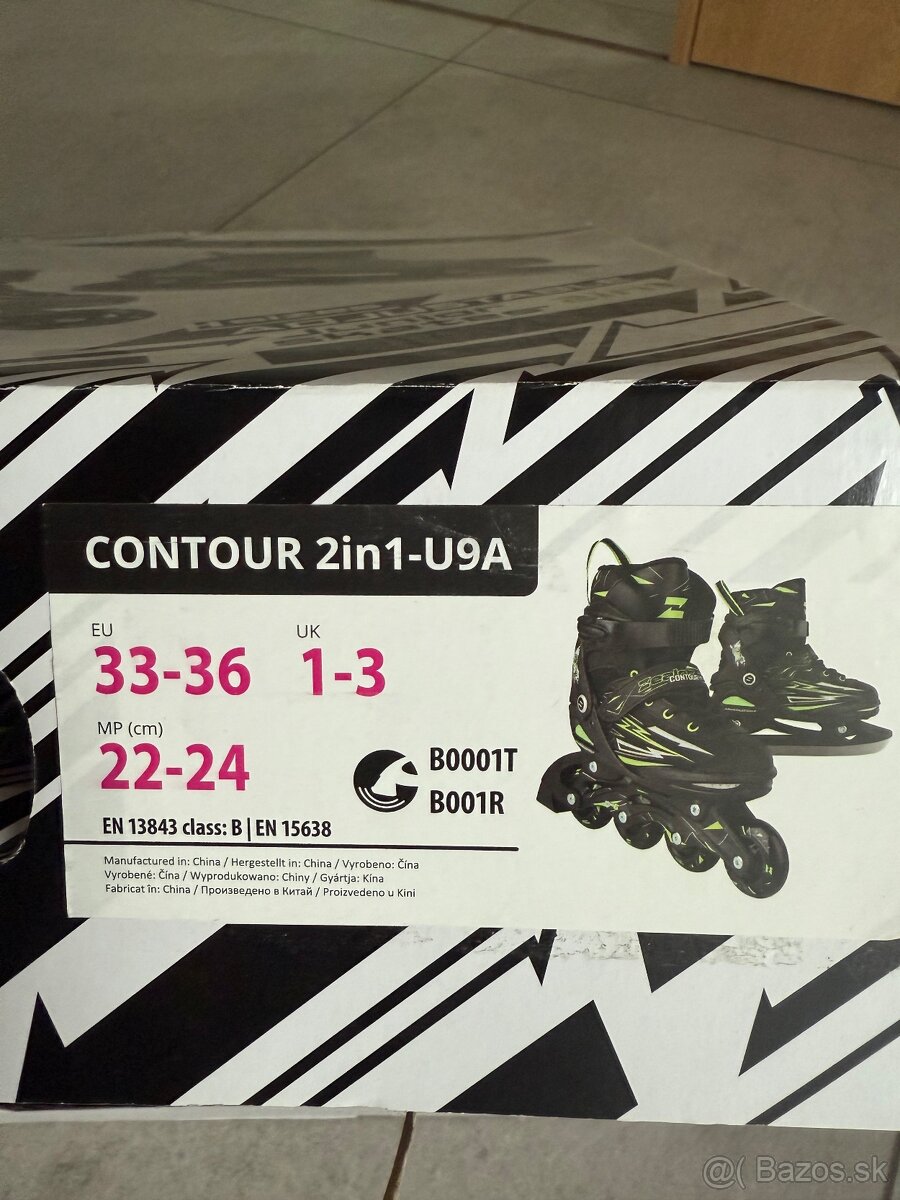 ADJUSTABLE
CONTOUR 2in1-U9A
EU
33-36
UK
1-3
MP (cm)
22-24
B0001T
B001R
EN 13843 class: B | EN 15638
Manufactured in: China / Hergestellt in: China / Vyrobeno: Čína
Vyrobené: Čína / Wyprodukowano: Chiny / Gyártja: Kína
Fabricat în: China / Произведено в Китай / Proizvedeno u Kini
CONTOUR
@( Bazos.sk